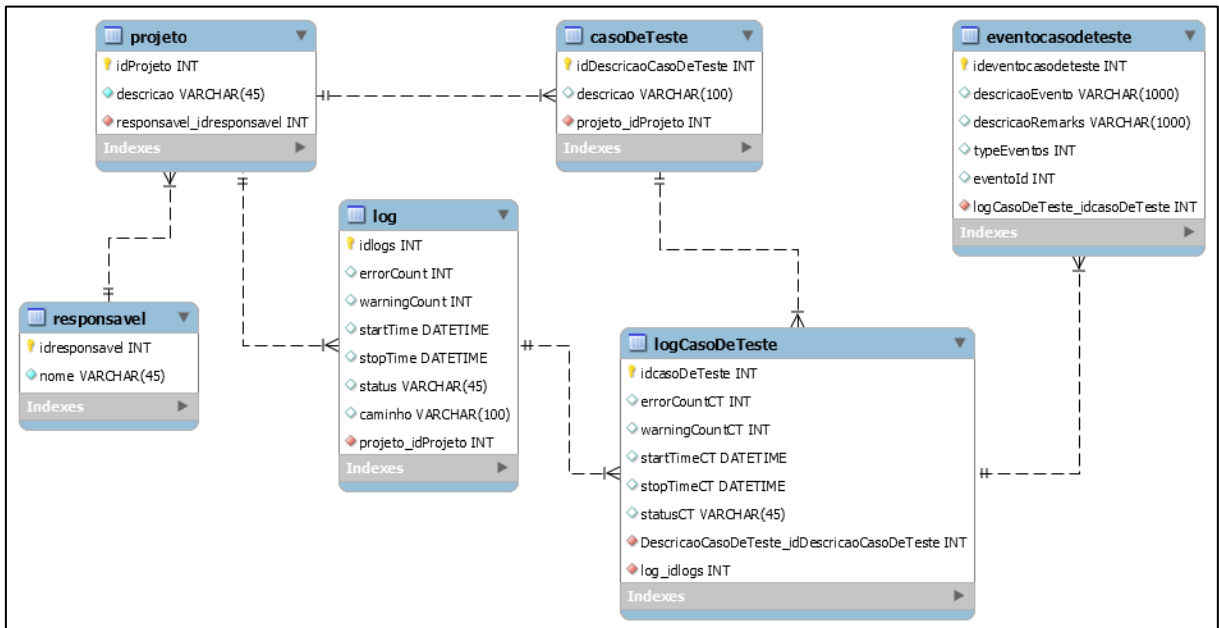 projeto
idProjeto INT
descricao VARCHAR(45)
responsavel_idresponsavel INT
Indexes
casoDeTeste
idDescricaoCasoDeTeste INT
descricao VARCHAR(100)
projeto_idProjeto INT
Indexes
eventocasodeteste
ideventocasodeteste INT
descricaoEvento VARCHAR(1000)
descricaoRemarks VARCHAR(1000)
typeEventos INT
eventoId INT
logCasoDeTeste_idcasoDeTeste INT
Indexes
log
idlogs INT
errorCount INT
warningCount INT
startTime DATETIME
stopTime DATETIME
status VARCHAR(45)
caminho VARCHAR(100)
projeto_idProjeto INT
Indexes
responsavel
idresponsavel INT
nome VARCHAR(45)
Indexes
logCasoDeTeste
idcasoDeTeste INT
errorCountCT INT
warningCountCT INT
startTimeCT DATETIME
stopTimeCT DATETIME
statusCT VARCHAR(45)
DescricaoCasoDeTeste_idDescricaoCasoDeTeste INT
log_idlogs INT
Indexes